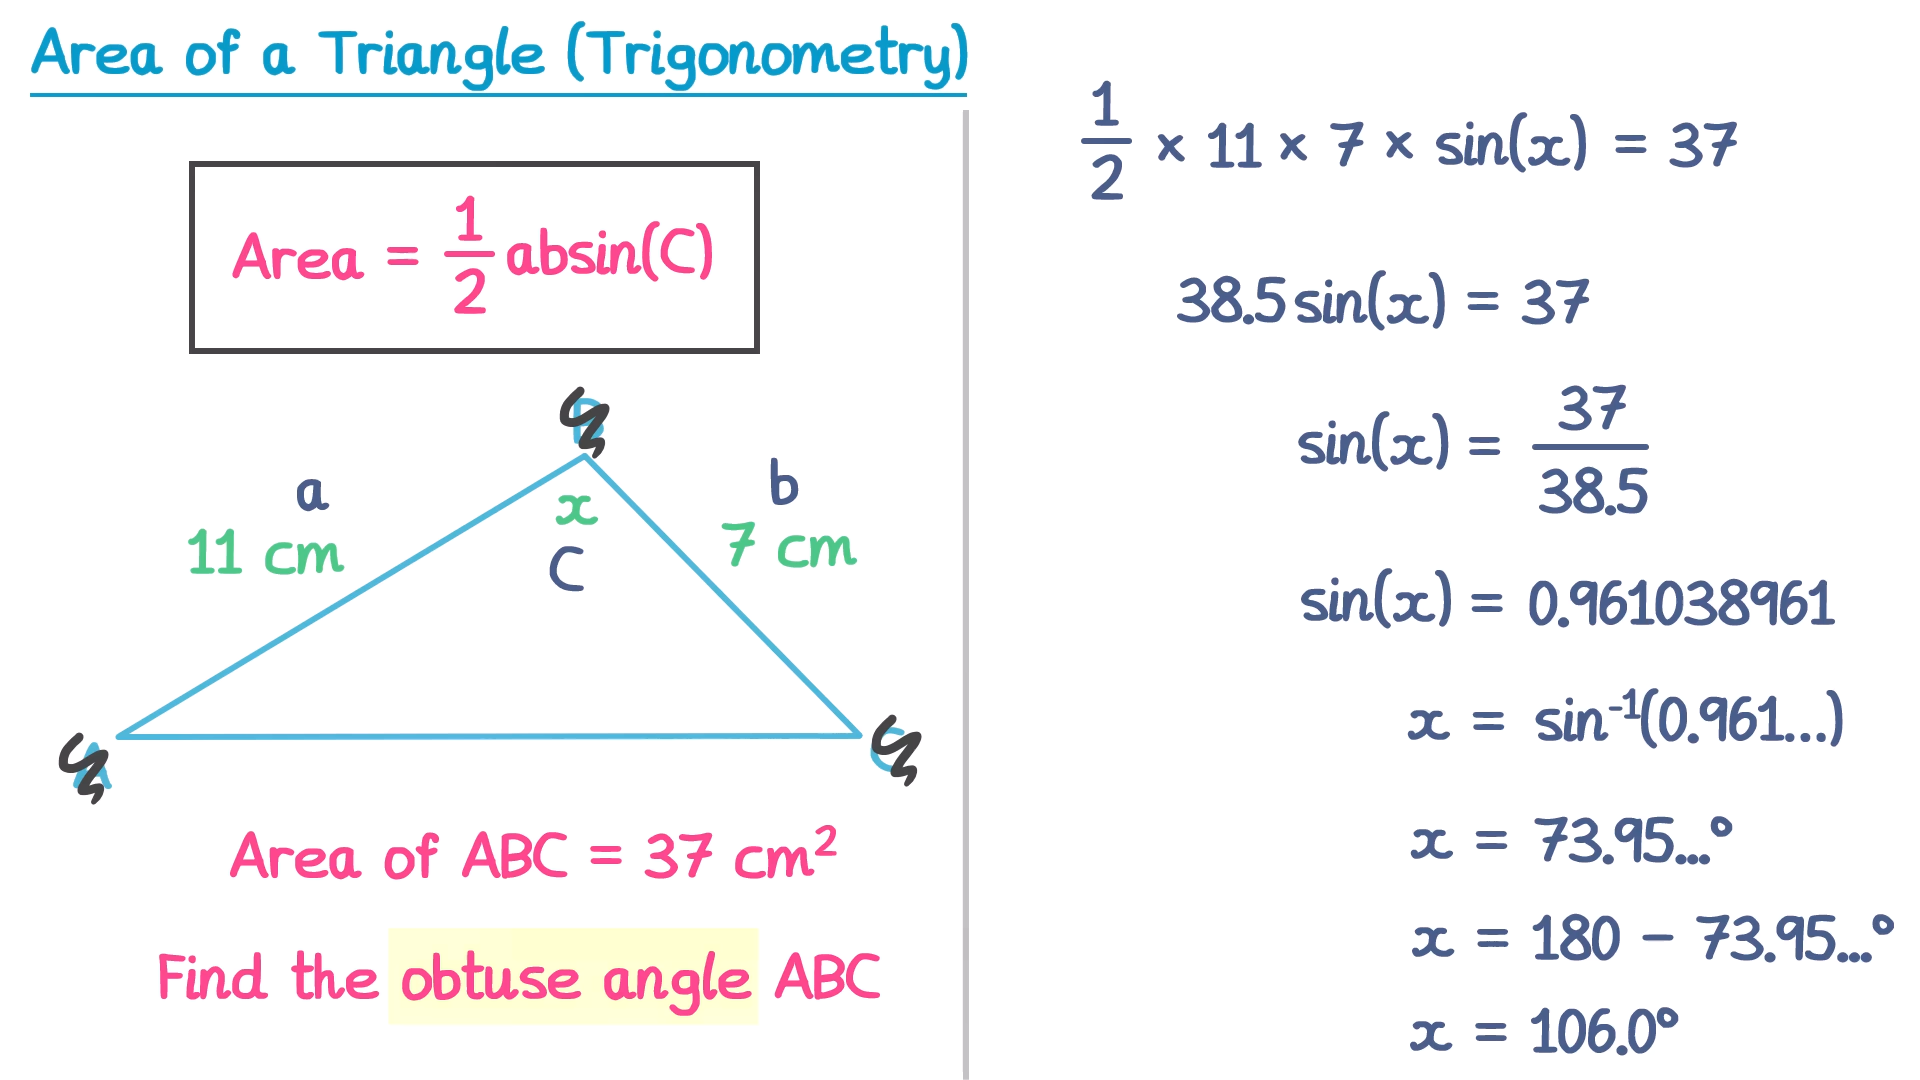 Area of a Triangle (Trigonometry)
Area = 1/2 absin(C)
B
a
b
x
11 cm
7 cm
C
A
C
Area of ABC = 37 cm²
Find the obtuse angle ABC
1/2 × 11 × 7 × sin(x) = 37
38.5 sin(x) = 37
sin(x) = 37/38.5
sin(x) = 0.961038961
x = sin⁻¹(0.961...)
x = 73.95...°
x = 180 − 73.95...°
x = 106.0°